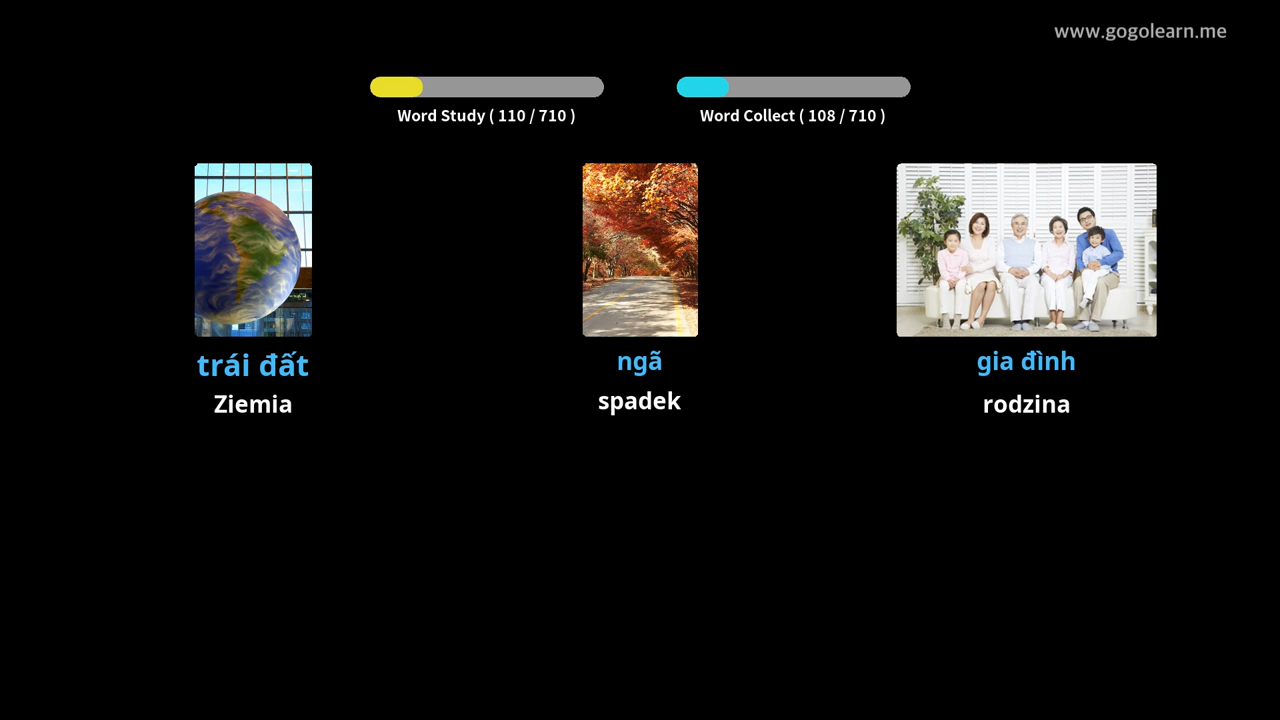 www.gogolearn.me
Word Study ( 110 / 710 )
Word Collect ( 108 / 710 )
trái đất
Ziemia
ngã
spadek
gia đình
rodzina